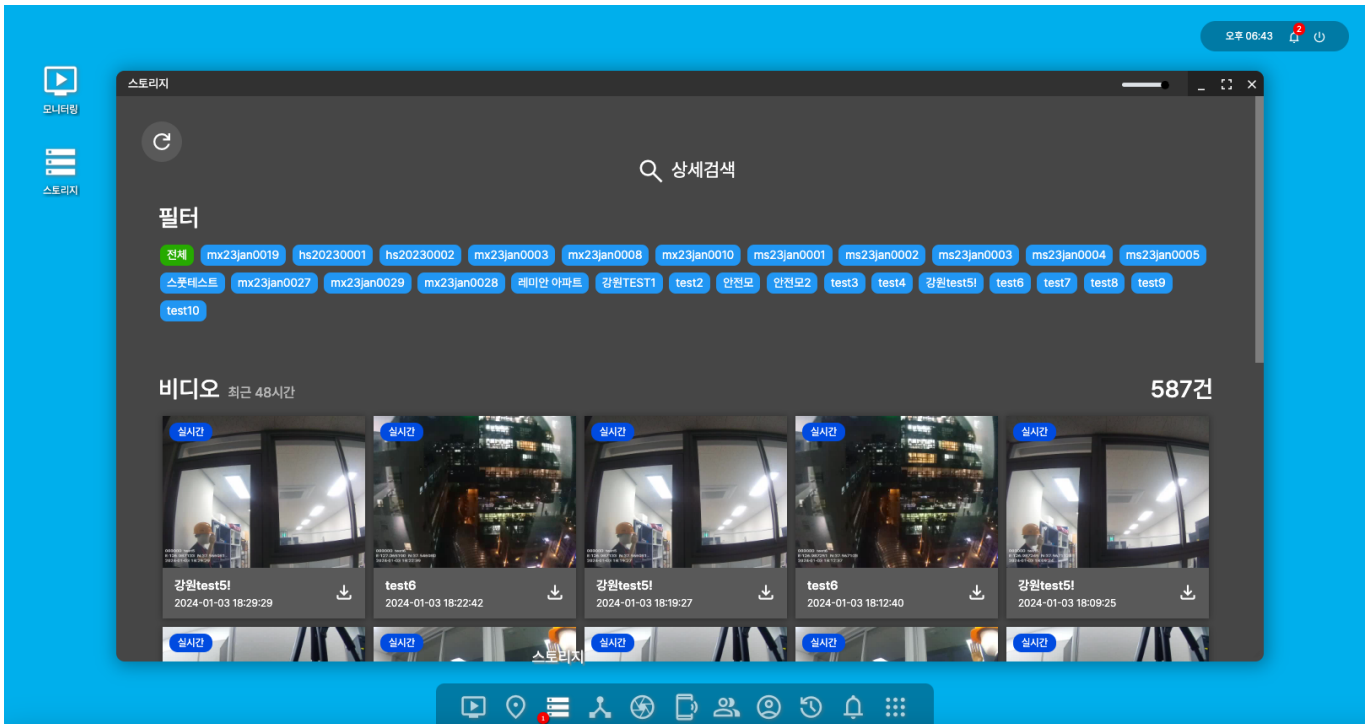 오후 06:43
2
모니터링
스토리지
스토리지
상세검색
필터
전체 mx23jan0019 hs20230001 hs20230002 mx23jan0003 mx23jan0008 mx23jan0010 ms23jan0001 ms23jan0002 ms23jan0003 ms23jan0004 ms23jan0005
스풋테스트 mx23jan0027 mx23jan0029 mx23jan0028 레미안 아파트 강원TEST1 test2 안전모 안전모2 test3 test4 강원test5! test6 test7 test8 test9
test10
비디오 최근 48시간 587건
실시간 실시간 실시간 실시간 실시간
강원test5! test6 강원test5! test6 강원test5!
2024-01-03 18:29:29 2024-01-03 18:22:42 2024-01-03 18:19:27 2024-01-03 18:12:40 2024-01-03 18:09:25
실시간 실시간 실시간 실시간 실시간
스토리지
1